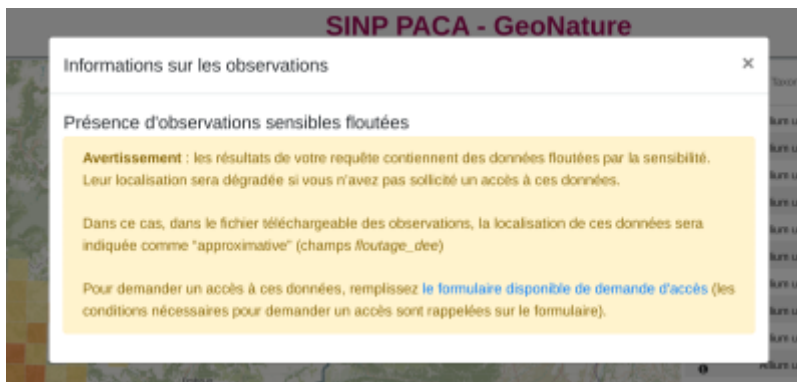 SINP PACA - GeoNature
Informations sur les observations
×
Présence d'observations sensibles floutées
Avertissement : les résultats de votre requête contiennent des données floutées par la sensibilité.
Leur localisation sera dégradée si vous n'avez pas sollicité un accès à ces données.
Dans ce cas, dans le fichier téléchargeable des observations, la localisation de ces données sera
indiquée comme "approximative" (champs floutage_dee)
Pour demander un accès à ces données, remplissez le formulaire disponible de demande d'accès (les
conditions nécessaires pour demander un accès sont rappelées sur le formulaire).